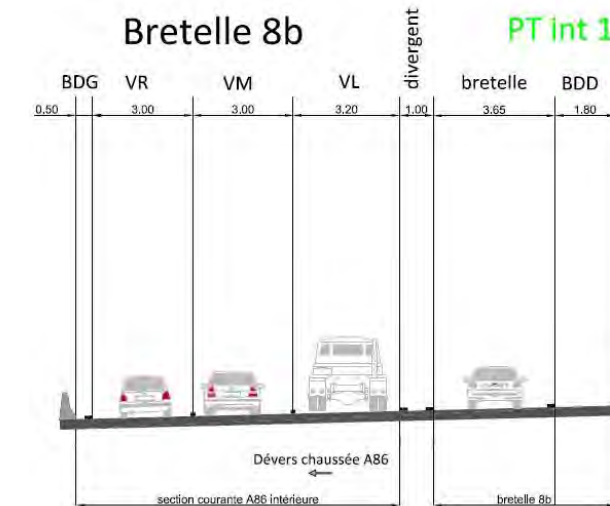 Bretelle 8b
divergent
PT int 1
BDG VR VM VL bretelle BDD
0.50 3.00 3.00 3.20 1.00 3.65 1.80
Dévers chaussée A86
section courante A86 intérieure
bretelle 8b